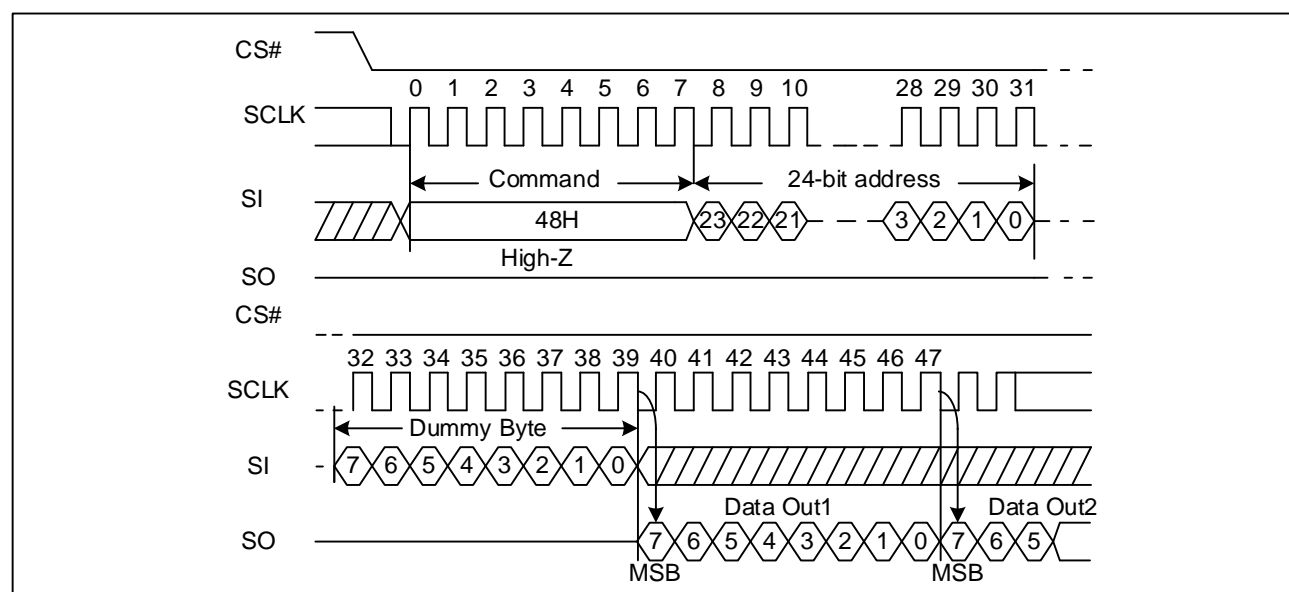 CS#
0 1 2 3 4 5 6 7 8 9 10 28 29 30 31
SCLK
Command 24-bit address
SI
48H 23 22 21 3 2 1 0
High-Z
SO
CS#
32 33 34 35 36 37 38 39 40 41 42 43 44 45 46 47
SCLK
Dummy Byte
SI 7 6 5 4 3 2 1 0
Data Out1 Data Out2
SO 7 6 5 4 3 2 1 0 7 6 5
MSB MSB